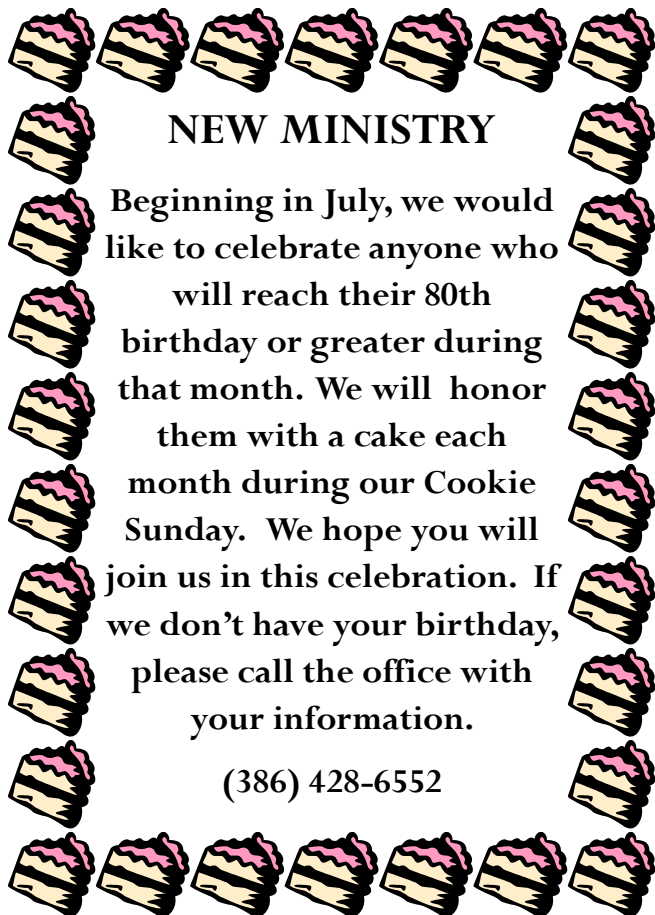 NEW MINISTRY
Beginning in July, we would
like to celebrate anyone who
will reach their 80th
birthday or greater during
that month. We will  honor
them with a cake each
month during our Cookie
Sunday.  We hope you will
join us in this celebration.  If
we don’t have your birthday,
please call the office with
your information.
(386) 428-6552